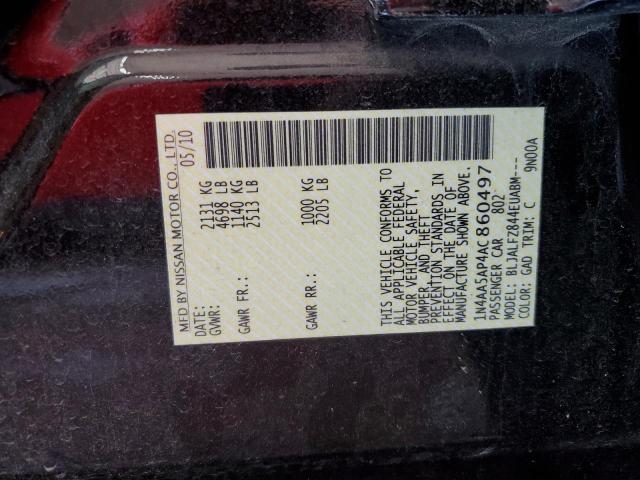 MFD BY NISSAN MOTOR CO., LTD.
DATE: 05/10
GVWR: 2131 KG
4698 LB
GAWR FR.: 1140 KG
2513 LB
GAWR RR.: 1000 KG
2205 LB
THIS VEHICLE CONFORMS TO
ALL APPLICABLE FEDERAL
MOTOR VEHICLE SAFETY,
BUMPER, AND THEFT
PREVENTION STANDARDS IN
EFFECT ON THE DATE OF
MANUFACTURE SHOWN ABOVE.
1N4AA5AP4AC860497
PASSENGER CAR 802
MODEL: BLJALFZ844EUABM---
COLOR: GAD TRIM: C 9N00A